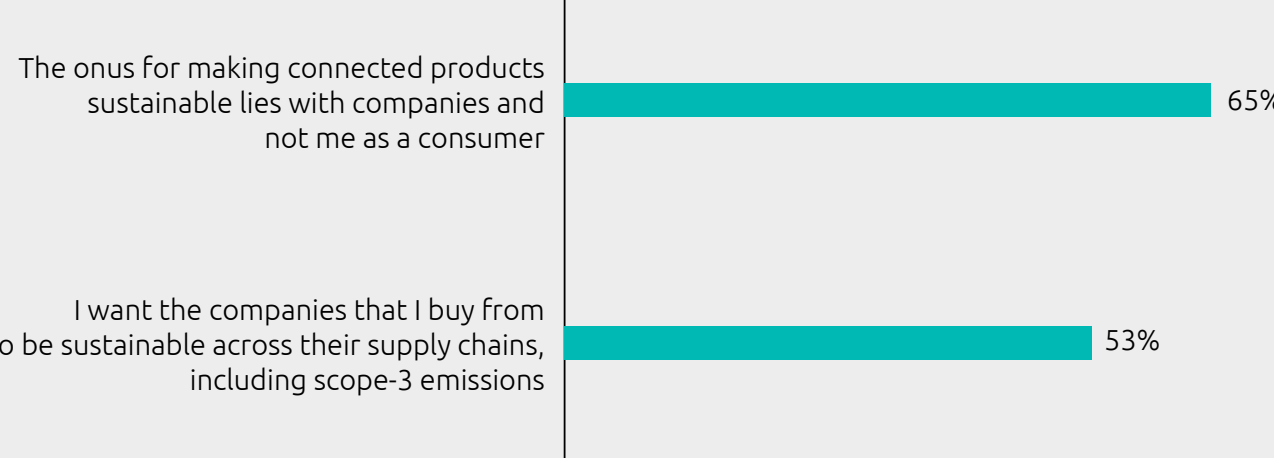 The onus for making connected products
sustainable lies with companies and
not me as a consumer
65%
I want the companies that I buy from
o be sustainable across their supply chains,
including scope-3 emissions
53%